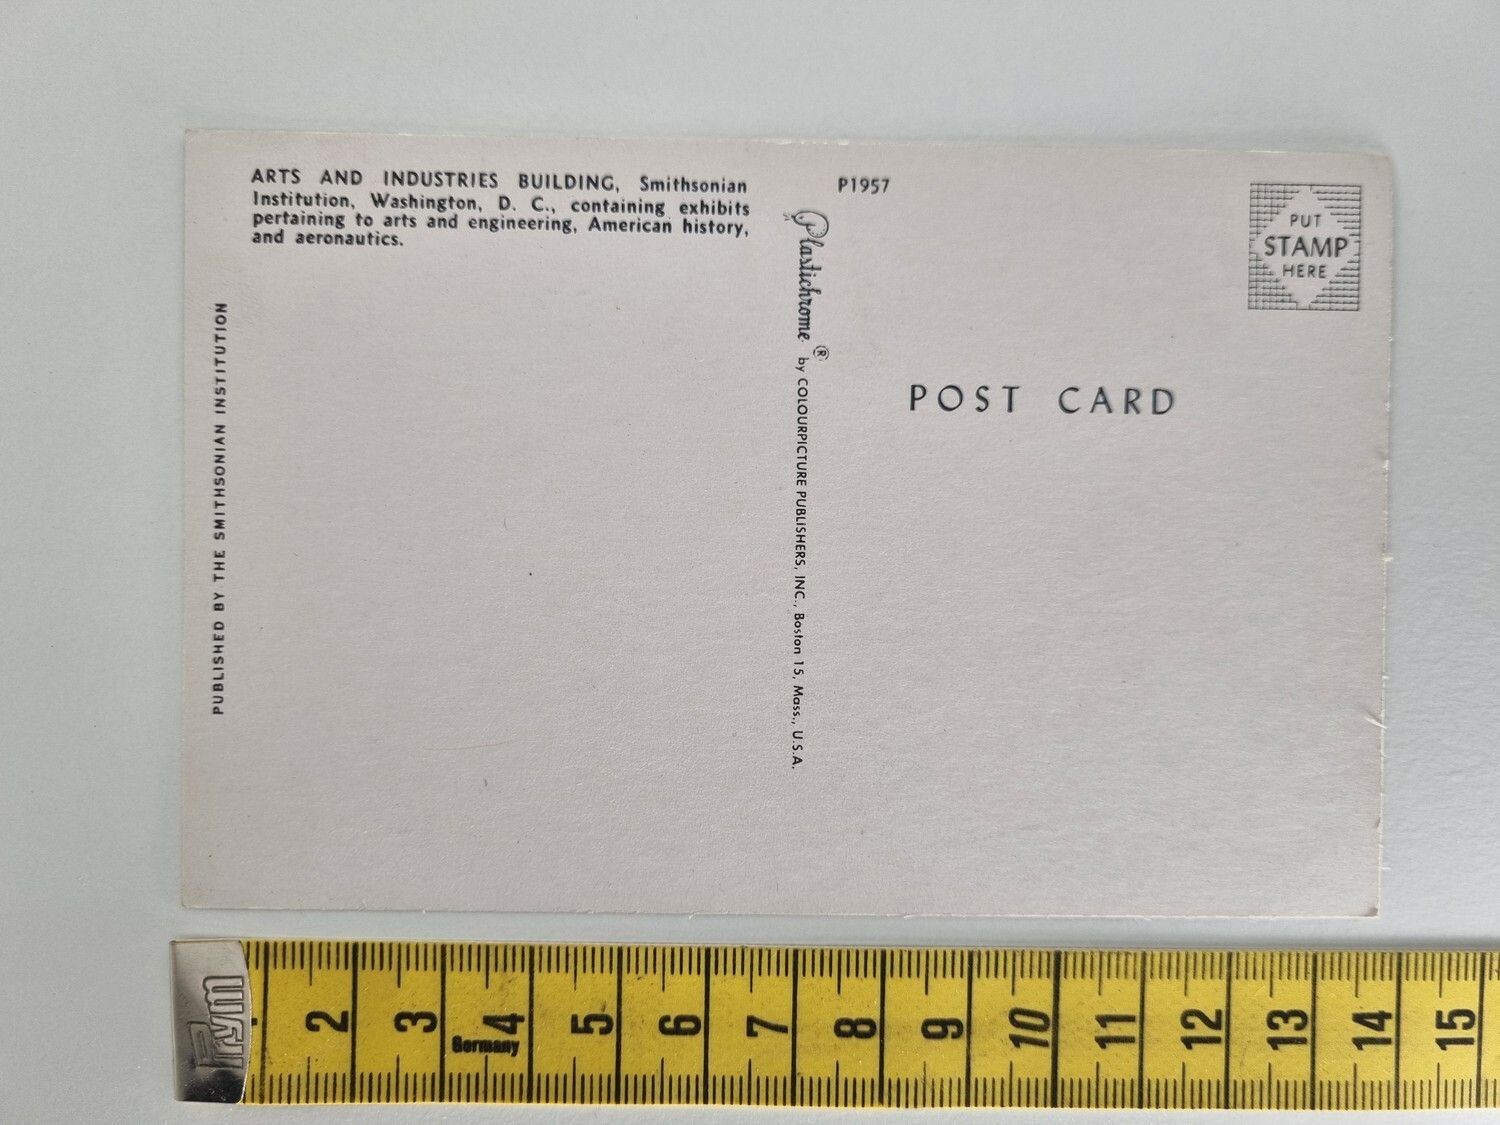 ARTS AND INDUSTRIES BUILDING, Smithsonian
Institution, Washington, D. C., containing exhibits
pertaining to arts and engineering, American history,
and aeronautics.
PUBLISHED BY THE SMITHSONIAN INSTITUTION
P1957
Plastichrome ® by COLOURPICTURE PUBLISHERS, INC., Boston 15, Mass., U.S.A.
PUT
STAMP
HERE
POST CARD
Prym
2 3 4 5 6 7 8 9 10 11 12 13 14 15
Germany